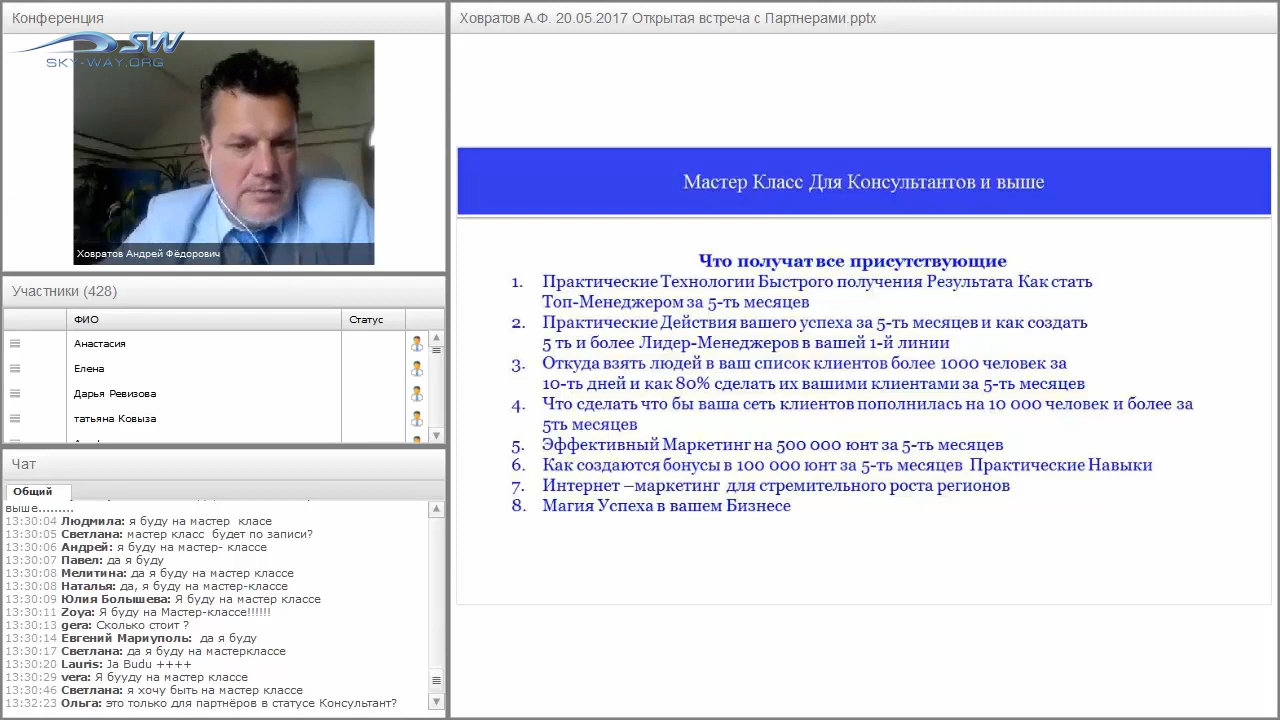 Конференция
SW
SKY-WAY.ORG
Ховратов Андрей Фёдорович
Участники (428)
ФИО Статус
Анастасия
Елена
Дарья Ревизова
татьяна Ковыза
Чат
Общий
выше.........
13:30:04 Людмила: я буду на мастер класе
13:30:05 Светлана: мастер класс будет по записи?
13:30:06 Андрей: я буду на мастер- классе
13:30:07 Павел: да я буду
13:30:08 Мелитина: да я буду на мастер классе
13:30:08 Наталья: да, я буду на мастер-классе
13:30:09 Юлия Болышева: Я буду на мастер классе
13:30:11 Zoya: Я буду на Мастер-классе!!!!!!
13:30:13 gera: Сколько стоит ?
13:30:14 Евгений Мариуполь: да я буду
13:30:17 Светлана: да я буду на мастерклассе
13:30:20 Lauris: Ja Budu ++++
13:30:29 vera: Я бууду на мастер классе
13:30:46 Светлана: я хочу быть на мастер классе
13:32:23 Ольга: это только для партнёров в статусе Консультант?
Ховратов А.Ф. 20.05.2017 Открытая встреча с Партнерами.pptx
Мастер Класс Для Консультантов и выше
Что получат все присутствующие
1. Практические Технологии Быстрого получения Результата Как стать
Топ-Менеджером за 5-ть месяцев
2. Практические Действия вашего успеха за 5-ть месяцев и как создать
5 ть и более Лидер-Менеджеров в вашей 1-й линии
3. Откуда взять людей в ваш список клиентов более 1000 человек за
10-ть дней и как 80% сделать их вашими клиентами за 5-ть месяцев
4. Что сделать что бы ваша сеть клиентов пополнилась на 10 000 человек и более за
5ть месяцев
5. Эффективный Маркетинг на 500 000 юнт за 5-ть месяцев
6. Как создаются бонусы в 100 000 юнт за 5-ть месяцев Практические Навыки
7. Интернет –маркетинг для стремительного роста регионов
8. Магия Успеха в вашем Бизнесе